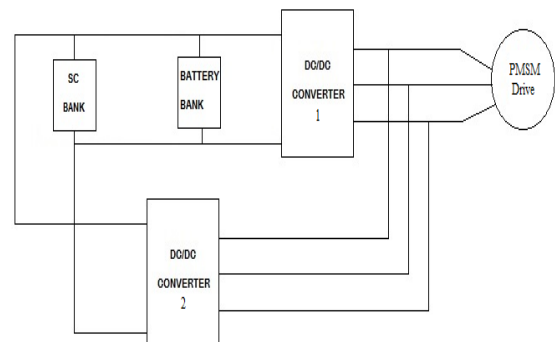 SC
BANK
BATTERY
BANK
DC/DC
CONVERTER
1
PMSM
Drive
DC/DC
CONVERTER
2